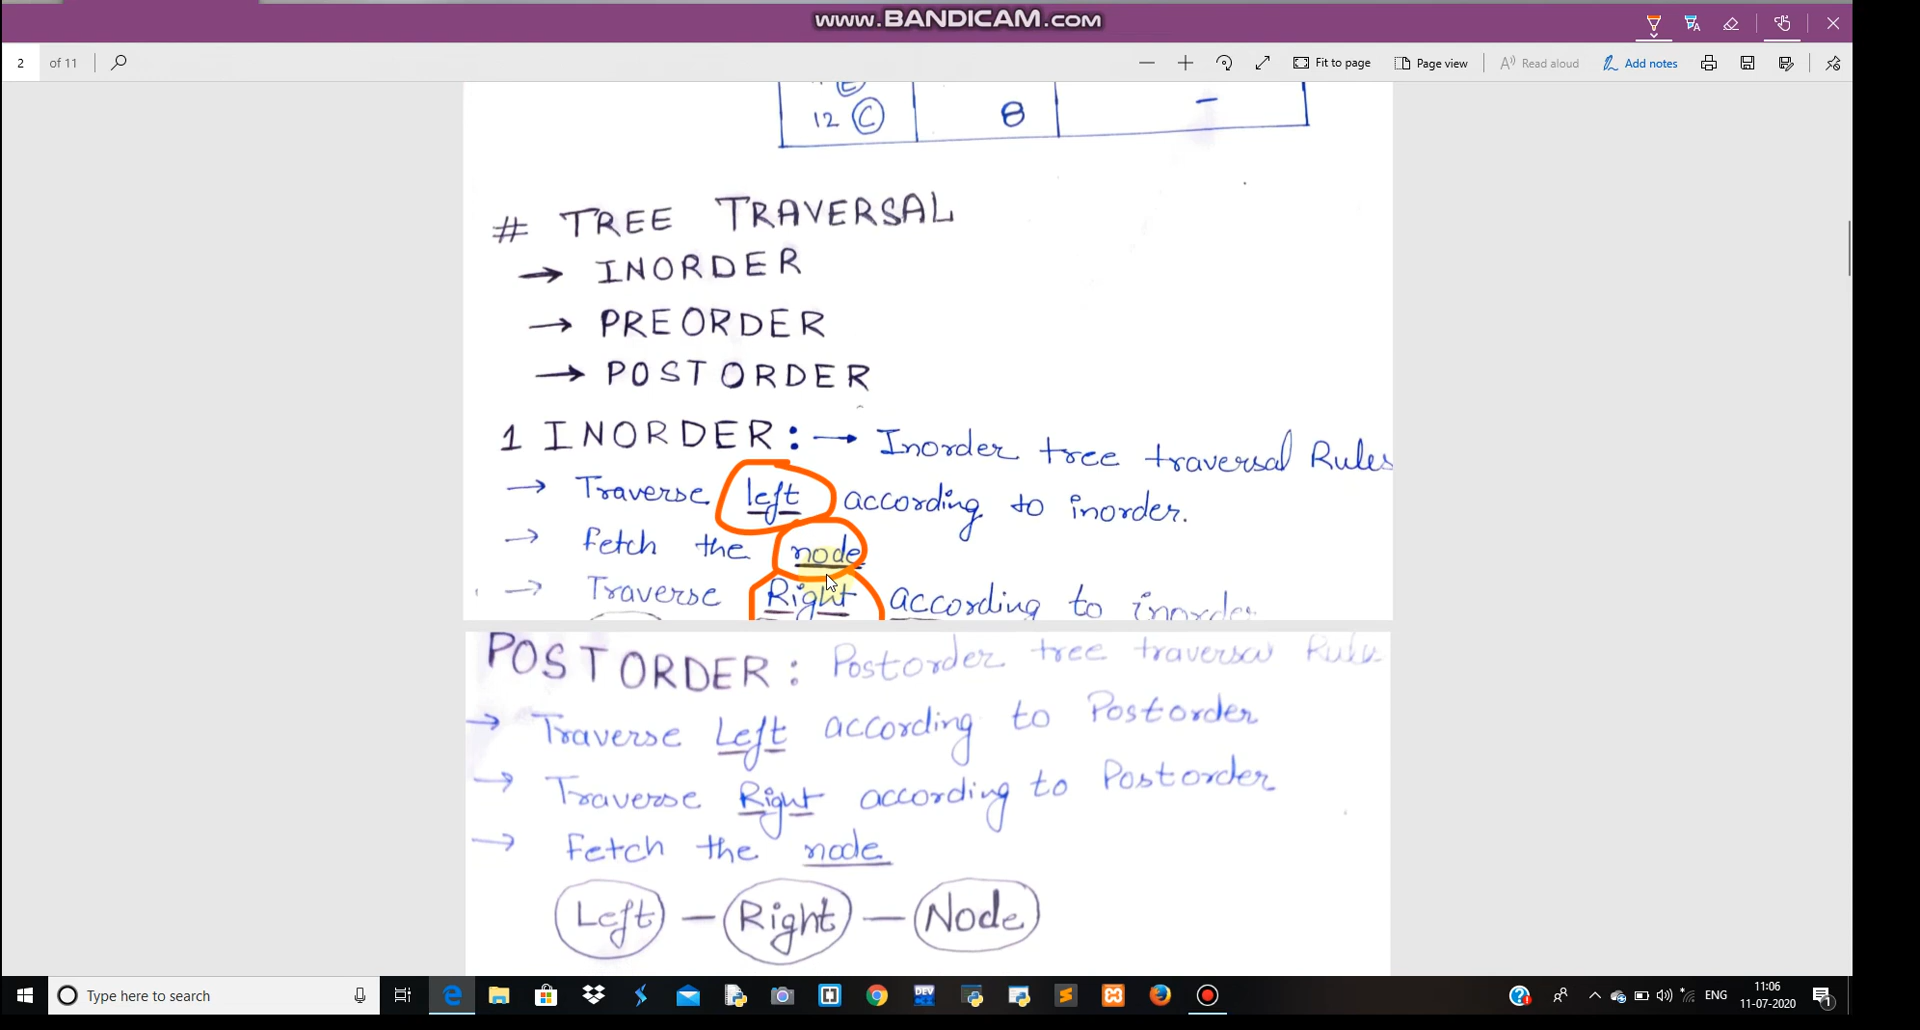 www.BANDICAM.com
2 of 11 Fit to page Page view Read aloud Add notes
12 C 8 -
# TREE TRAVERSAL
→ INORDER
→ PREORDER
→ POSTORDER
1 INORDER: → Inorder tree traversal Rules
→ Traverse left according to inorder.
→ fetch the node
→ Traverse Right according to inorder
POSTORDER: Postorder tree traversal Rule
→ Traverse Left according to Postorder
→ Traverse Right according to Postorder
→ Fetch the node
Left — Right — Node
Type here to search
DEV
ENG
11:06
11-07-2020
1